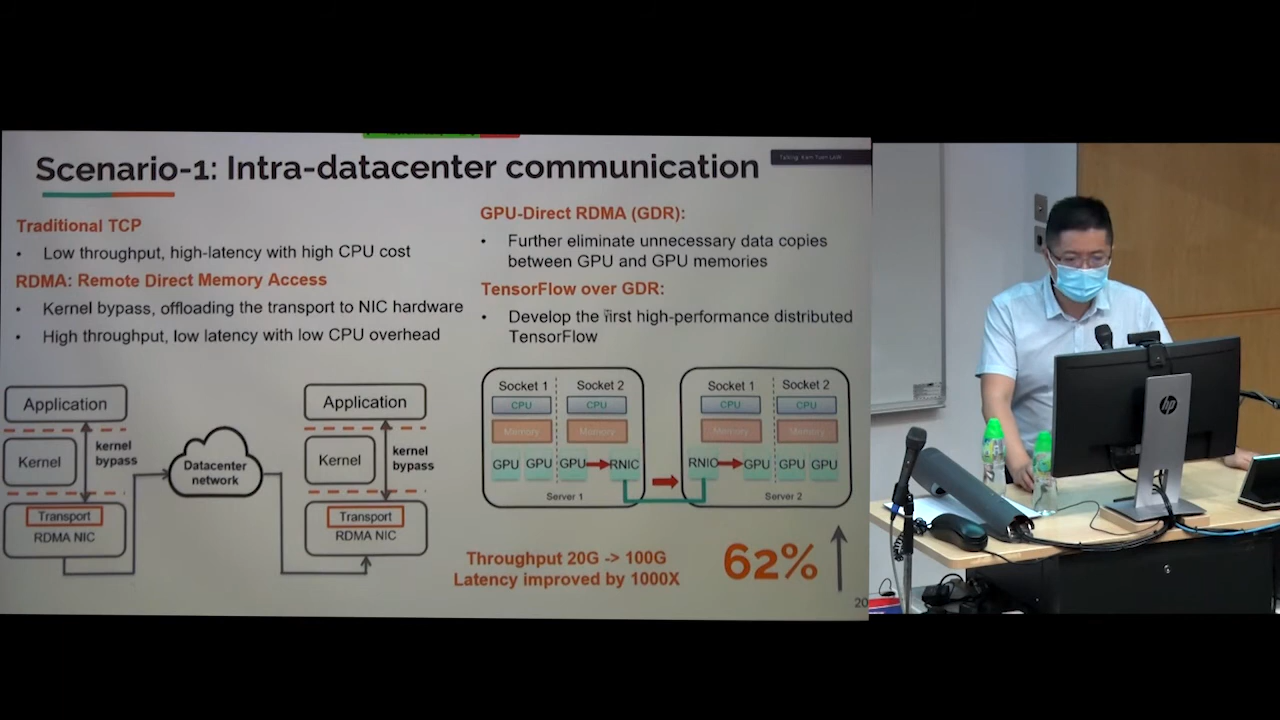 Scenario-1: Intra-datacenter communication
Talking: Kam Tuen LAW
Traditional TCP
• Low throughput, high-latency with high CPU cost
RDMA: Remote Direct Memory Access
• Kernel bypass, offloading the transport to NIC hardware
• High throughput, low latency with low CPU overhead
GPU-Direct RDMA (GDR):
• Further eliminate unnecessary data copies
between GPU and GPU memories
TensorFlow over GDR:
• Develop the first high-performance distributed
TensorFlow
Application
Kernel
kernel
bypass
Transport
RDMA NIC
Datacenter
network
Application
Kernel
kernel
bypass
Transport
RDMA NIC
Socket 1
Socket 2
CPU
CPU
Memory
Memory
GPU
GPU
GPU
RNIC
Server 1
Socket 1
Socket 2
CPU
CPU
Memory
Memory
RNIC
GPU
GPU
GPU
Server 2
Throughput 20G -> 100G
Latency improved by 1000X
62%
20
hp